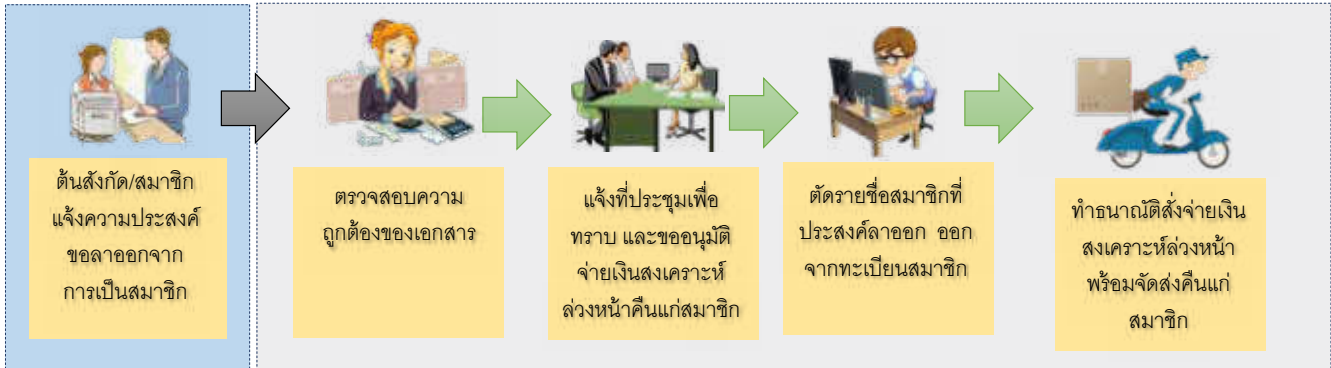 ต้นสังกัด/สมาชิก
แจ้งความประสงค์
ขอลาออกจาก
การเป็นสมาชิก
ตรวจสอบความ
ถูกต้องของเอกสาร
แจ้งที่ประชุมเพื่อ
ทราบ และขออนุมัติ
จ่ายเงินสงเคราะห์
ล่วงหน้าคืนแก่สมาชิก
ตัดรายชื่อสมาชิกที่
ประสงค์ลาออก ออก
จากทะเบียนสมาชิก
ทำธนาณัติสั่งจ่ายเงิน
สงเคราะห์ล่วงหน้า
พร้อมจัดส่งคืนแก่
สมาชิก